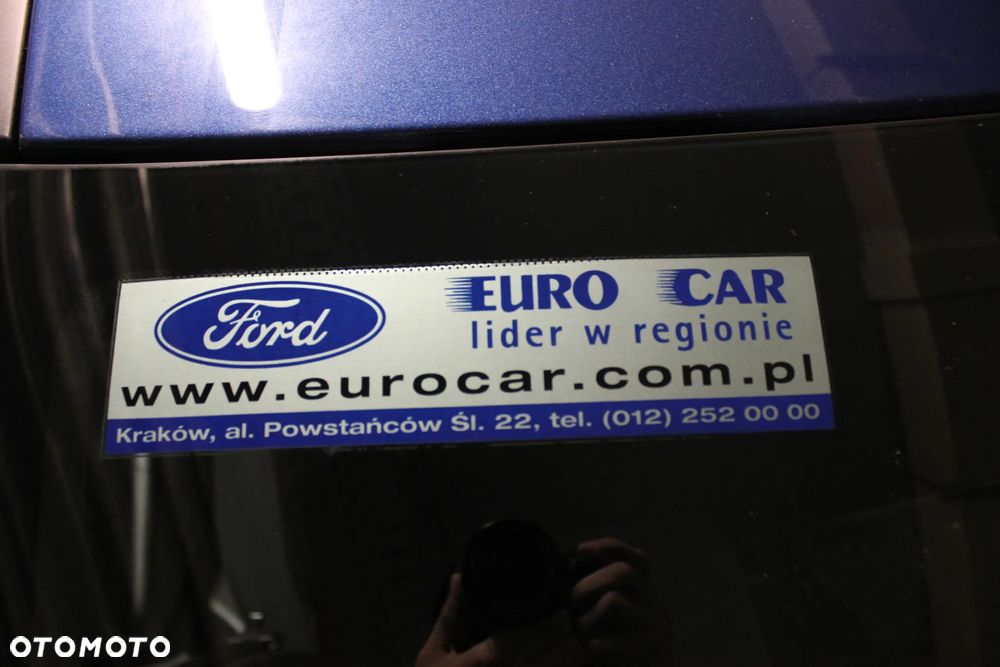 Ford
EURO CAR
lider w regionie
www.eurocar.com.pl
Kraków, al. Powstańców Śl. 22, tel. (012) 252 00 00
OTOMOTO